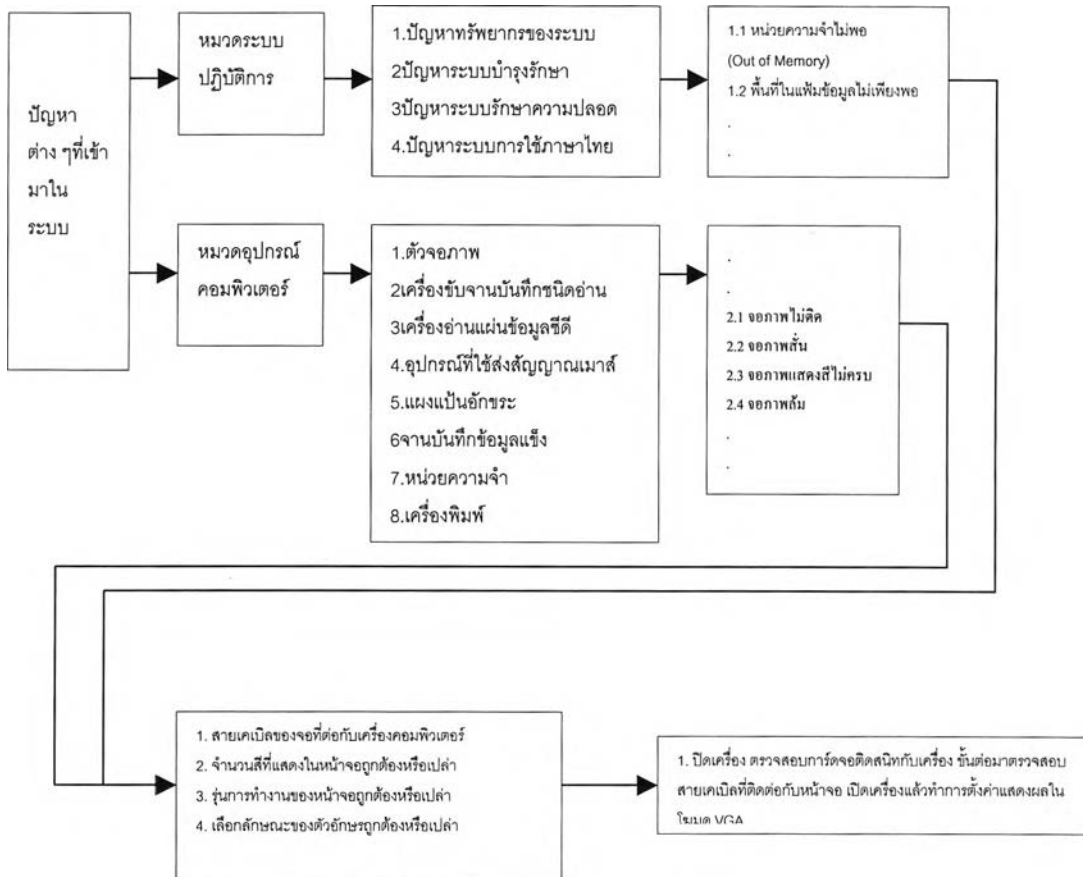 ปัญหา
ต่าง ๆที่เข้า
มาใน
ระบบ
หมวดระบบ
ปฏิบัติการ
1.ปัญหาทรัพยากรของระบบ
2ปัญหาระบบบำรุงรักษา
3ปัญหาระบบรักษาความปลอด
4.ปัญหาระบบการใช้ภาษาไทย
1.1 หน่วยความจำไม่พอ
(Out of Memory)
1.2 พื้นที่ในแฟ้มข้อมูลไม่เพียงพอ
.
.
หมวดอุปกรณ์
คอมพิวเตอร์
1.ตัวจอภาพ
2เครื่องขับจานบันทึกชนิดอ่าน
3เครื่องอ่านแผ่นข้อมูลซีดี
4.อุปกรณ์ที่ใช้ส่งสัญญาณเมาส์
5.แผงแป้นอักขระ
6จานบันทึกข้อมูลแข็ง
7.หน่วยความจำ
8.เครื่องพิมพ์
.
.
2.1 จอภาพไม่ติด
2.2 จอภาพสั่น
2.3 จอภาพแสดงสีไม่ครบ
2.4 จอภาพล้ม
.
.
1. สายเคเบิลของจอที่ต่อกับเครื่องคอมพิวเตอร์
2. จำนวนสีที่แสดงในหน้าจอถูกต้องหรือเปล่า
3. รุ่นการทำงานของหน้าจอถูกต้องหรือเปล่า
4. เลือกลักษณะของตัวอักษรถูกต้องหรือเปล่า
1. ปิดเครื่อง ตรวจสอบการ์ดจอติดสนิทกับเครื่อง ขั้นต่อมาตรวจสอบ
สายเคเบิลที่ติดต่อกับหน้าจอ เปิดเครื่องแล้วทำการตั้งค่าแสดงผลใน
โหมด VGA